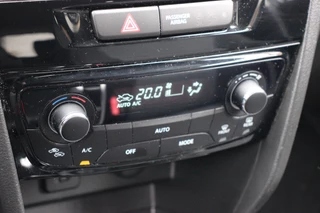 PASSENGER
AIRBAG
20.0
AUTO A/C
AUTO
A/C
OFF
MODE